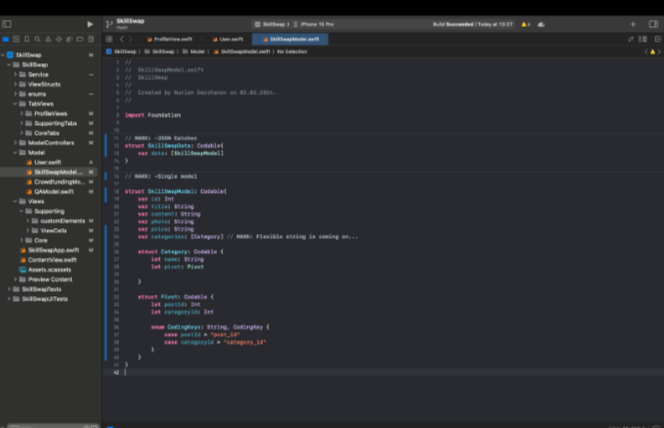 SkillSwap
main
SkillSwap
iPhone 15 Pro
Build Succeeded | Today at 13:27
ProfileView.swift
User.swift
SkillSwapModel.swift
SkillSwap
SkillSwap
Model
SkillSwapModel.swift
No Selection
SkillSwap
SkillSwap
Service
ViewStructs
enums
TabViews
ProfileViews
SupportingTabs
CoreTabs
ModelControllers
Model
User.swift
SkillSwapModel...
CrowdfundingMo...
QAModel.swift
Views
Supporting
customElements
ViewCells
Core
SkillSwapApp.swift
ContentView.swift
Assets.xcassets
Preview Content
SkillSwapTests
SkillSwapUITests
//
// SkillSwapModel.swift
// SkillSwap
//
// Created by on 03.03.2024.
//
import Foundation
// MARK: -JSON Catcher
struct SkillSwapData: Codable{
var data: [SkillSwapModel]
}
// MARK: -Single model
struct SkillSwapModel: Codable{
var id: Int
var title: String
var content: String
var photo: String
var price: String
var categories: [Category] // MARK: Flexible string is coming on...
struct Category: Codable {
let name: String
let pivot: Pivot
}
struct Pivot: Codable {
let postId: Int
let categoryId: Int
enum CodingKeys: String, CodingKey {
case postId = "post_id"
case categoryId = "category_id"
}
}
}